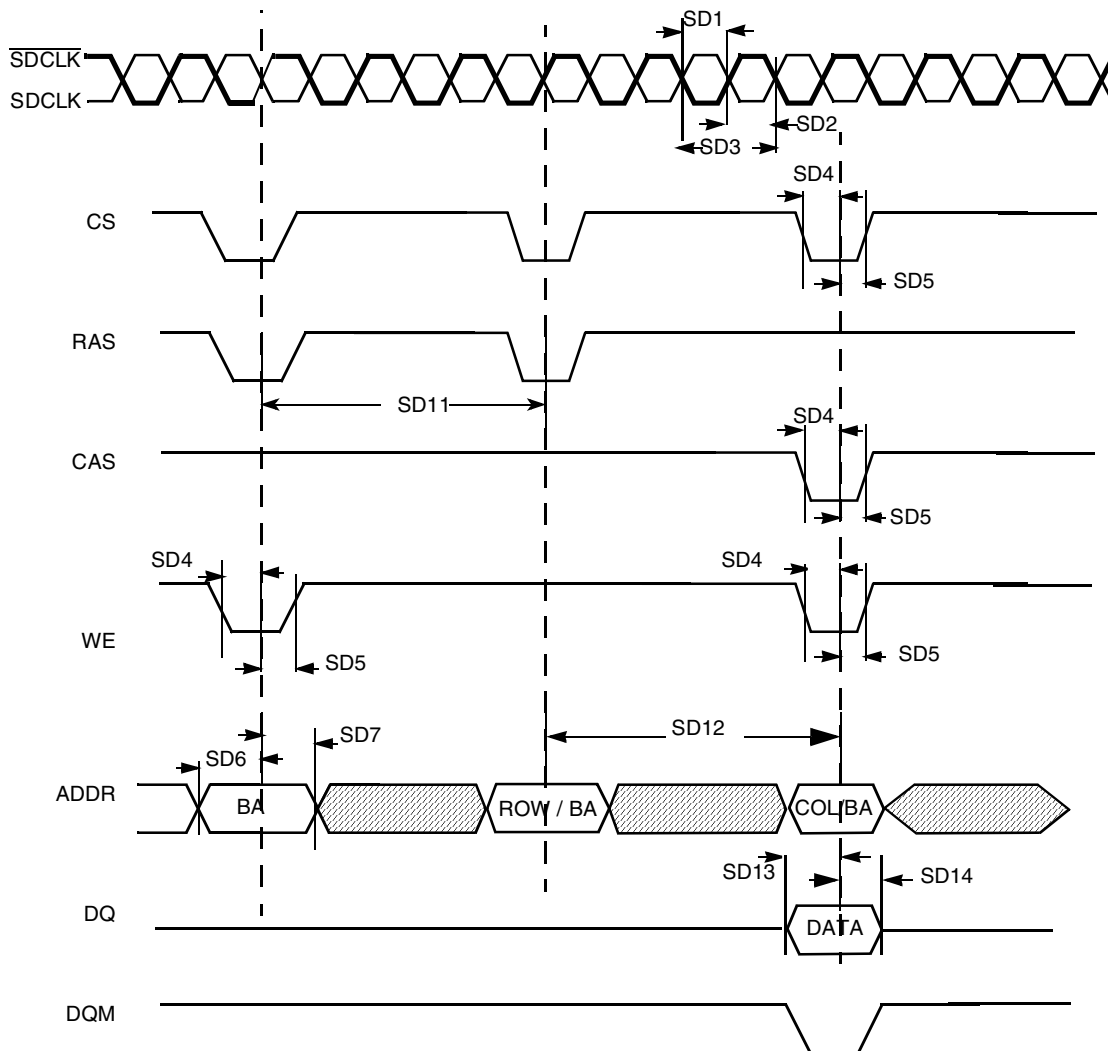 SD1
SDCLK
SDCLK
SD2
SD3
SD4
CS
SD5
RAS
SD11
SD4
CAS
SD5
SD4
SD4
WE
SD5
SD5
SD12
SD7
SD6
ADDR
BA
ROW / BA
COL/BA
SD13
SD14
DQ
DATA
DQM